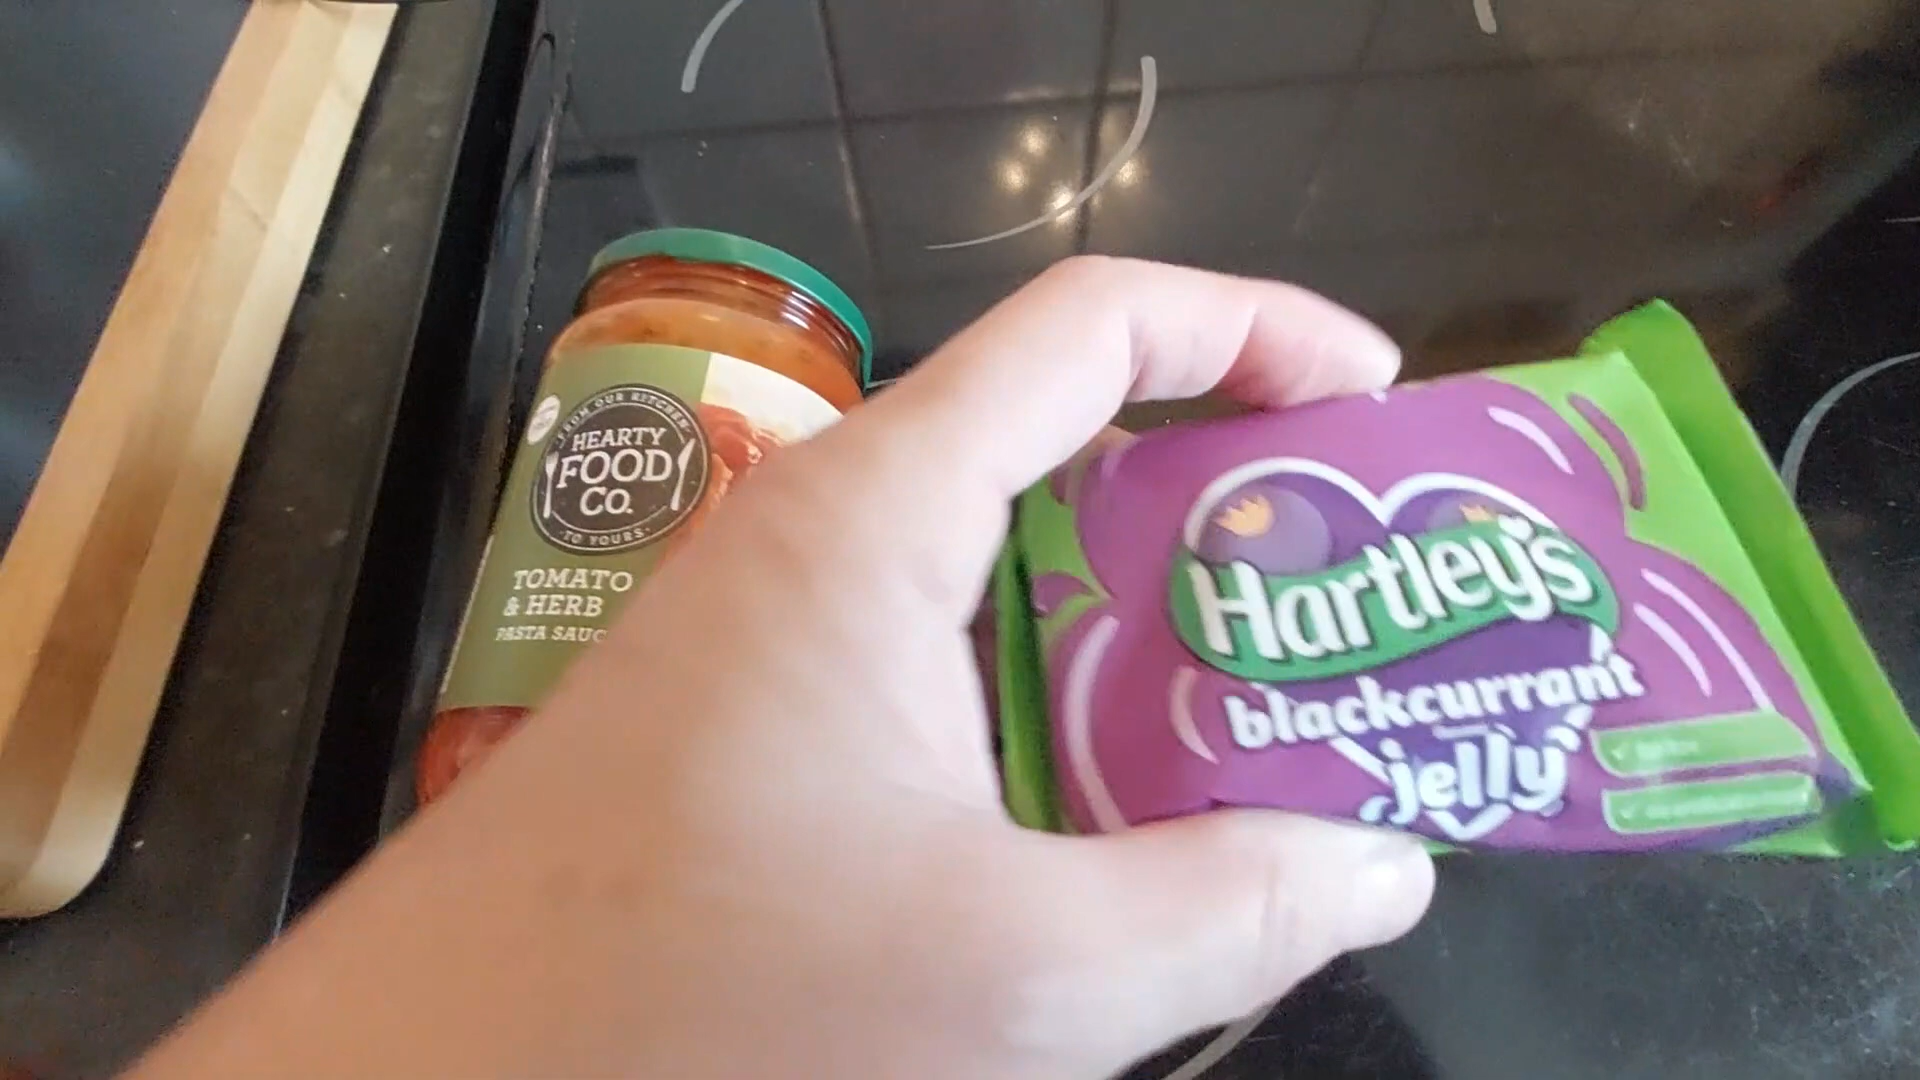 FROM OUR KITCHEN
HEARTY
FOOD
CO.
TO YOURS
TOMATO
& HERB
PASTA SAUC
Hartley's
blackcurrant
jelly